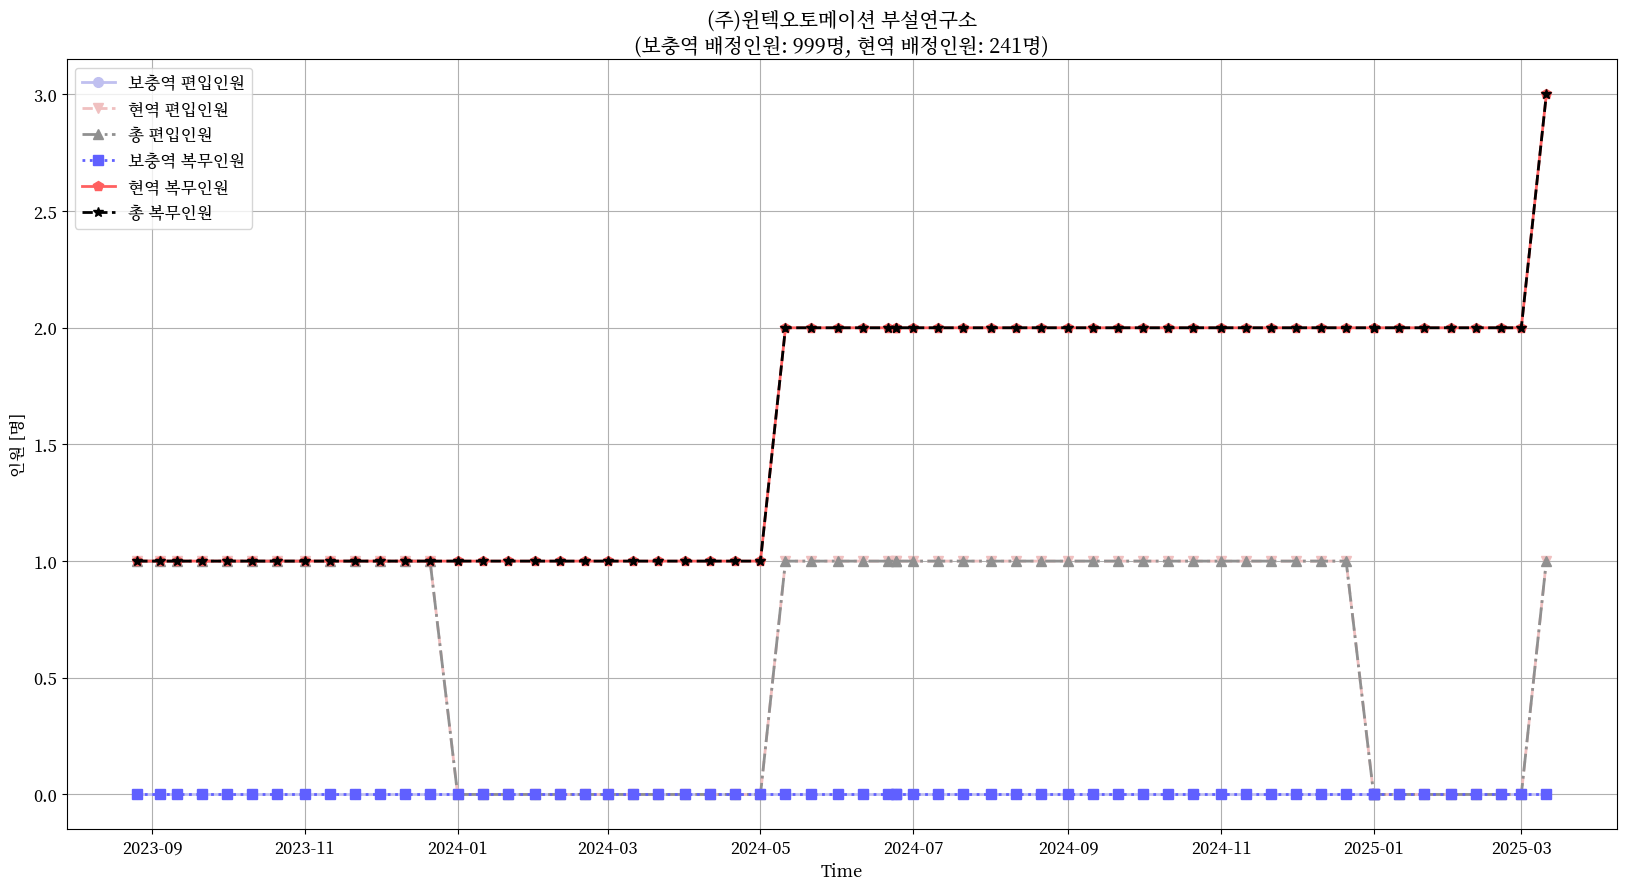 (주)윈텍오토메이션 부설연구소
(보충역 배정인원: 999명, 현역 배정인원: 241명)
보충역 편입인원
현역 편입인원
총 편입인원
보충역 복무인원
현역 복무인원
총 복무인원
3.0
2.5
2.0
1.5
1.0
0.5
0.0
인원 [명]
2023-09 2023-11 2024-01 2024-03 2024-05 2024-07 2024-09 2024-11 2025-01 2025-03
Time